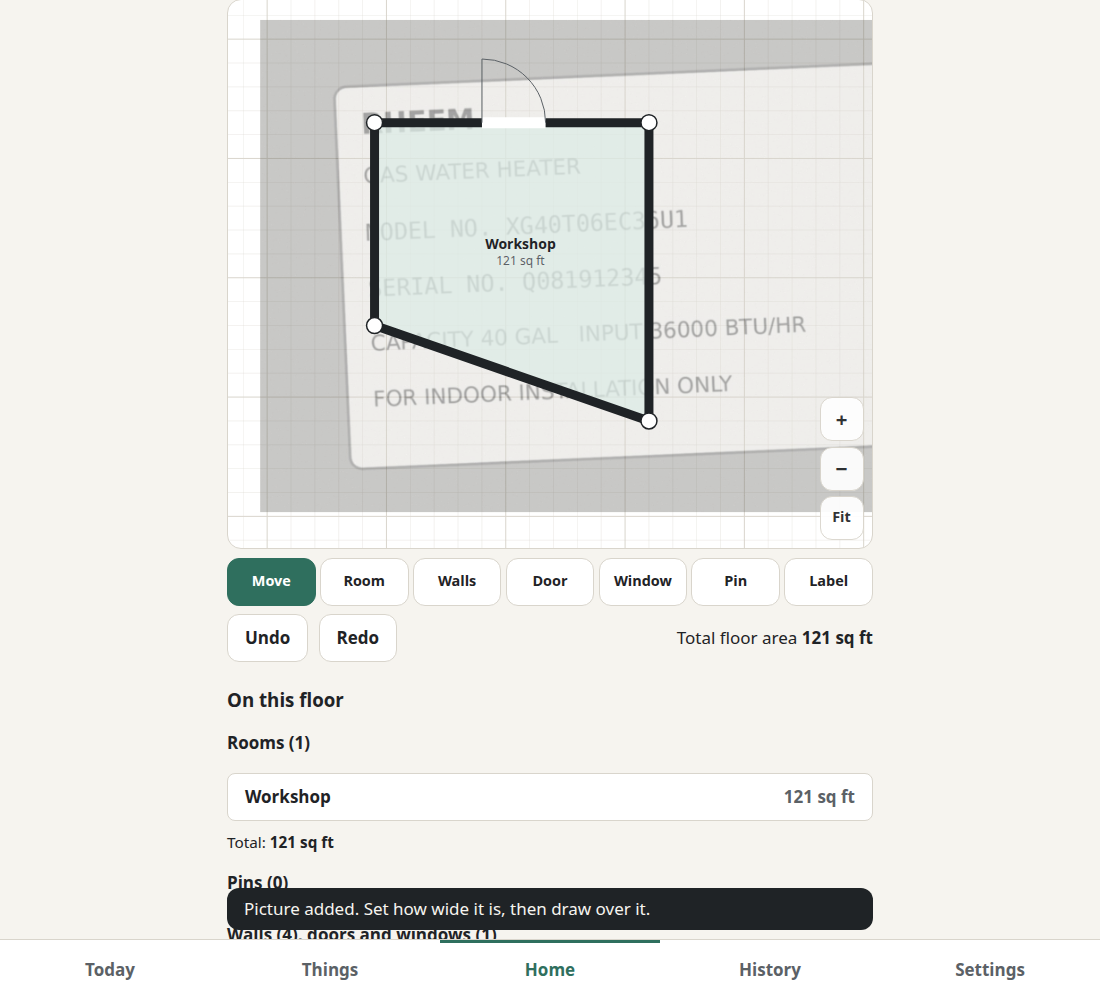 RHEEM
GAS WATER HEATER
MODEL NO. XG40T06EC36U1
SERIAL NO. Q081912345
CAPACITY 40 GAL INPUT 36000 BTU/HR
FOR INDOOR INSTALLATION ONLY
Workshop
121 sq ft
+
−
Fit
Move Room Walls Door Window Pin Label
Undo Redo Total floor area 121 sq ft
On this floor
Rooms (1)
Workshop 121 sq ft
Total: 121 sq ft
Pins (0)
Picture added. Set how wide it is, then draw over it.
Walls (4), doors and windows (1)
Today Things Home History Settings